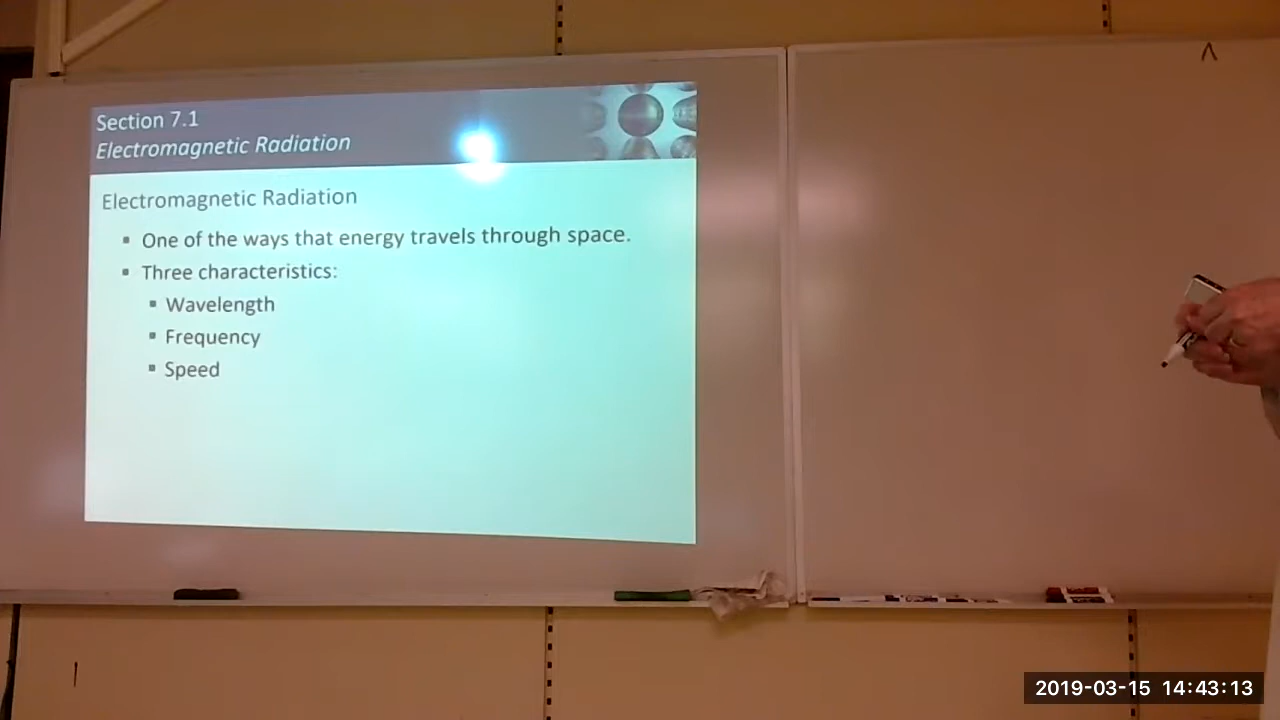 Section 7.1
Electromagnetic Radiation
Electromagnetic Radiation
▪ One of the ways that energy travels through space.
▪ Three characteristics:
▪ Wavelength
▪ Frequency
▪ Speed
2019-03-15 14:43:13